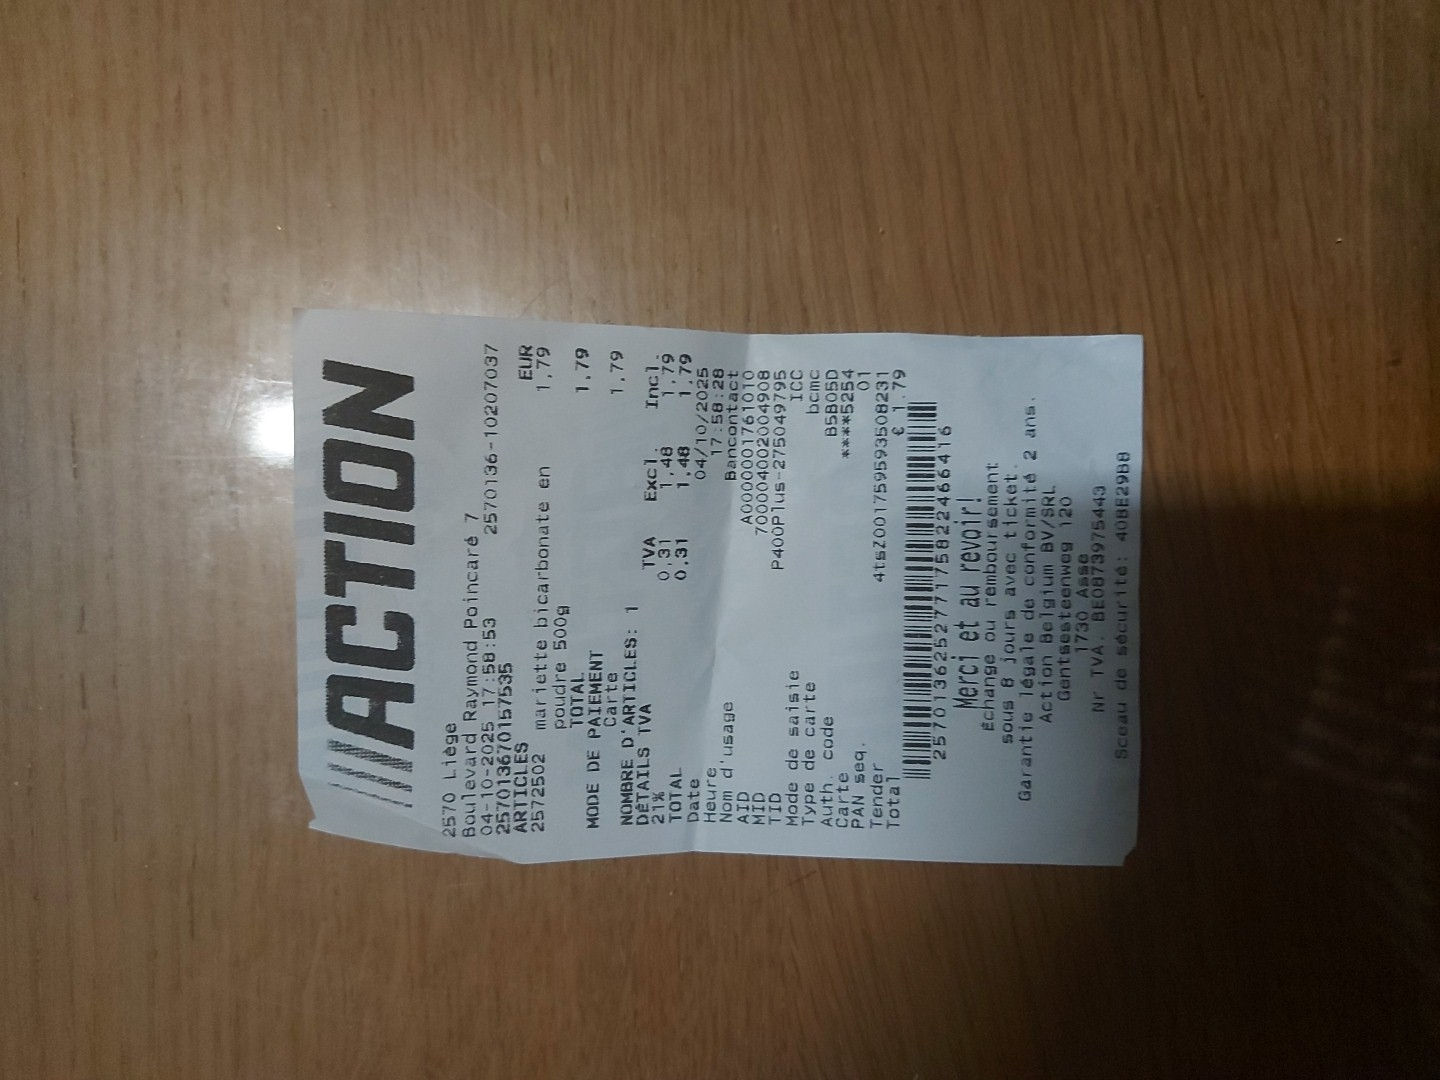 ACTION
2570 Liège
Boulevard Raymond Poincaré 7
04-10-2025 17:58:53 2570136-10207037
257013670157535
ARTICLES EUR
2572502 mariette bicarbonate en 1,79
poudre 500g
TOTAL 1,79
MODE DE PAIEMENT
Carte 1,79
NOMBRE D'ARTICLES: 1
DÉTAILS TVA TVA Excl. Incl.
21% 0,31 1,48 1,79
TOTAL 0,31 1,48 1,79
Date 04/10/2025
Heure 17:58:28
Nom d'usage Bancontact
AID A0000001761010
MID 700004002004908
TID P400Plus-275049795
Mode de saisie ICC
Type de carte bcmc
Auth. code B5B05D
Carte ****5254
PAN seq. 01
Tender 4tsZ001759593508231
Total € 1.79
2570136252771758224664​16
Merci et au revoir!
Échange ou remboursement
sous 8 jours avec ticket.
Garantie légale de conformité 2 ans.
Action Belgium BV/SRL
Gentsesteenweg 120
1730 Asse
Nr TVA. BE0873975443
Sceau de sécurité: 40BE29B8